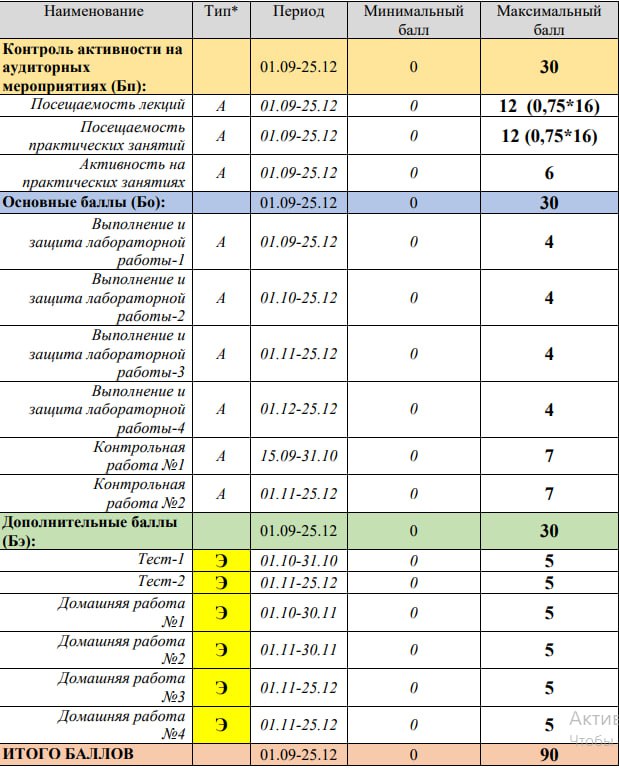 Наименование Тип* Период Минимальный балл Максимальный балл
Контроль активности на
аудиторных
мероприятиях (Бп): 01.09-25.12 0 30
Посещаемость лекций А 01.09-25.12 0 12 (0,75*16)
Посещаемость
практических занятий А 01.09-25.12 0 12 (0,75*16)
Активность на
практических занятиях А 01.09-25.12 0 6
Основные баллы (Бо): 01.09-25.12 0 30
Выполнение и
защита лабораторной
работы-1 А 01.09-25.12 0 4
Выполнение и
защита лабораторной
работы-2 А 01.10-25.12 0 4
Выполнение и
защита лабораторной
работы-3 А 01.11-25.12 0 4
Выполнение и
защита лабораторной
работы-4 А 01.12-25.12 0 4
Контрольная
работа №1 А 15.09-31.10 0 7
Контрольная
работа №2 А 01.11-25.12 0 7
Дополнительные баллы
(Бэ): 01.09-25.12 0 30
Тест-1 Э 01.10-31.10 0 5
Тест-2 Э 01.11-25.12 0 5
Домашняя работа
№1 Э 01.10-30.11 0 5
Домашняя работа
№2 Э 01.11-30.11 0 5
Домашняя работа
№3 Э 01.11-25.12 0 5
Домашняя работа
№4 Э 01.11-25.12 0 5
Актив
Чтобы
ИТОГО БАЛЛОВ 01.09-25.12 0 90